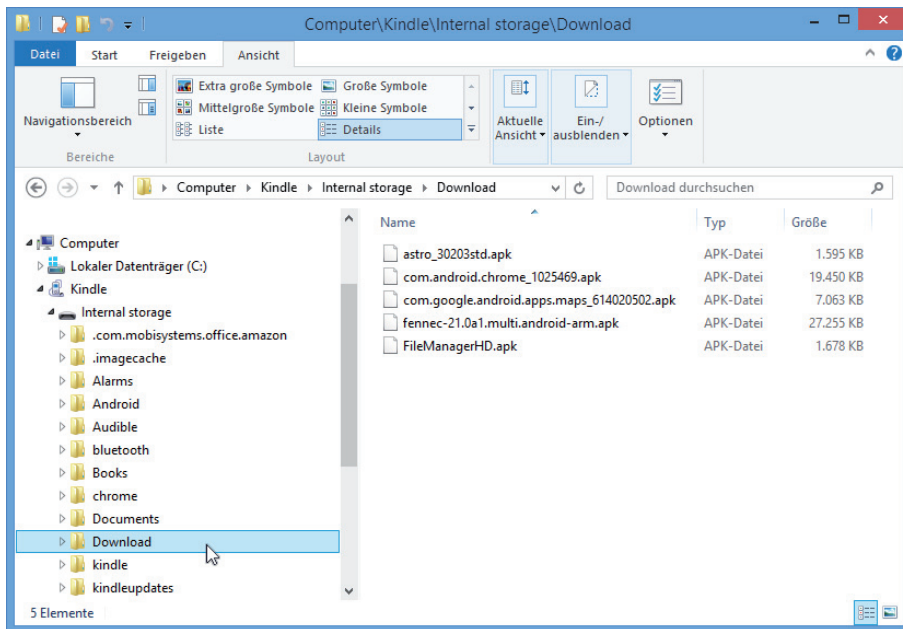 Computer\Kindle\Internal storage\Download
Datei Start Freigeben Ansicht
Navigationsbereich
Bereiche
Extra große Symbole Große Symbole
Mittelgroße Symbole Kleine Symbole
Liste Details
Layout
Aktuelle
Ansicht
Ein-/
ausblenden
Optionen
Computer Kindle Internal storage Download
Download durchsuchen
Computer
Lokaler Datenträger (C:)
Kindle
Internal storage
.com.mobisystems.office.amazon
.imagecache
Alarms
Android
Audible
bluetooth
Books
chrome
Documents
Download
kindle
kindleupdates
Name Typ Größe
astro_30203std.apk APK-Datei 1.595 KB
com.android.chrome_1025469.apk APK-Datei 19.450 KB
com.google.android.apps.maps_614020502.apk APK-Datei 7.063 KB
fennec-21.0a1.multi.android-arm.apk APK-Datei 27.255 KB
FileManagerHD.apk APK-Datei 1.678 KB
5 Elemente